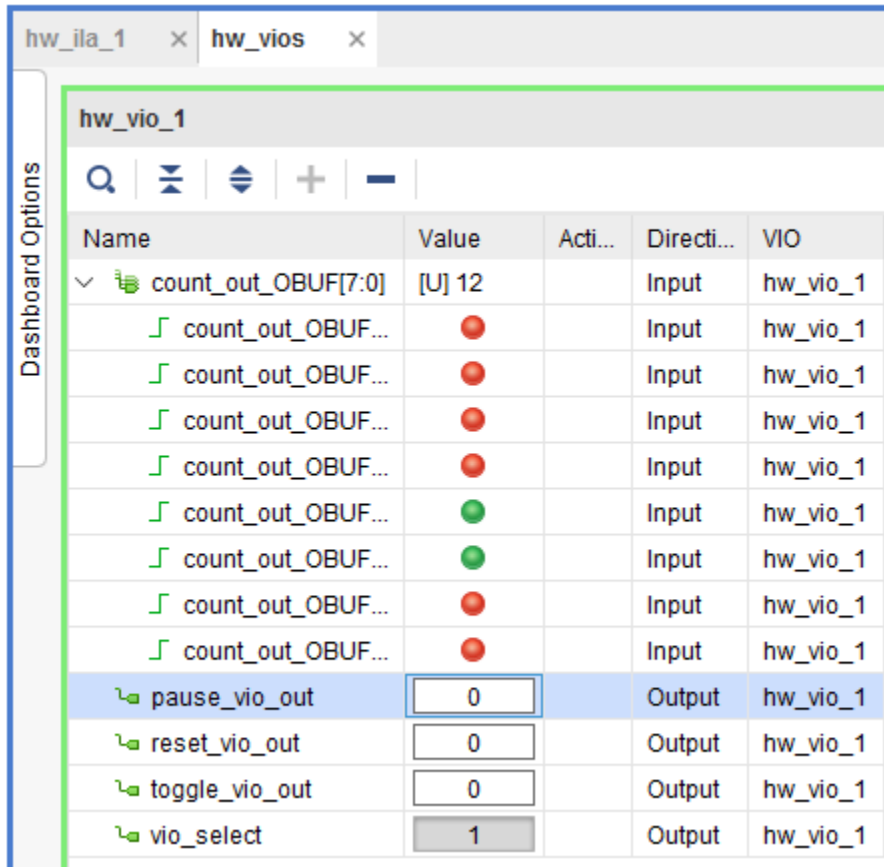 hw_ila_1 × hw_vios ×
Dashboard Options
hw_vio_1
Name Value Acti... Directi... VIO
count_out_OBUF[7:0] [U] 12 Input hw_vio_1
count_out_OBUF... Input hw_vio_1
count_out_OBUF... Input hw_vio_1
count_out_OBUF... Input hw_vio_1
count_out_OBUF... Input hw_vio_1
count_out_OBUF... Input hw_vio_1
count_out_OBUF... Input hw_vio_1
count_out_OBUF... Input hw_vio_1
count_out_OBUF... Input hw_vio_1
pause_vio_out 0 Output hw_vio_1
reset_vio_out 0 Output hw_vio_1
toggle_vio_out 0 Output hw_vio_1
vio_select 1 Output hw_vio_1